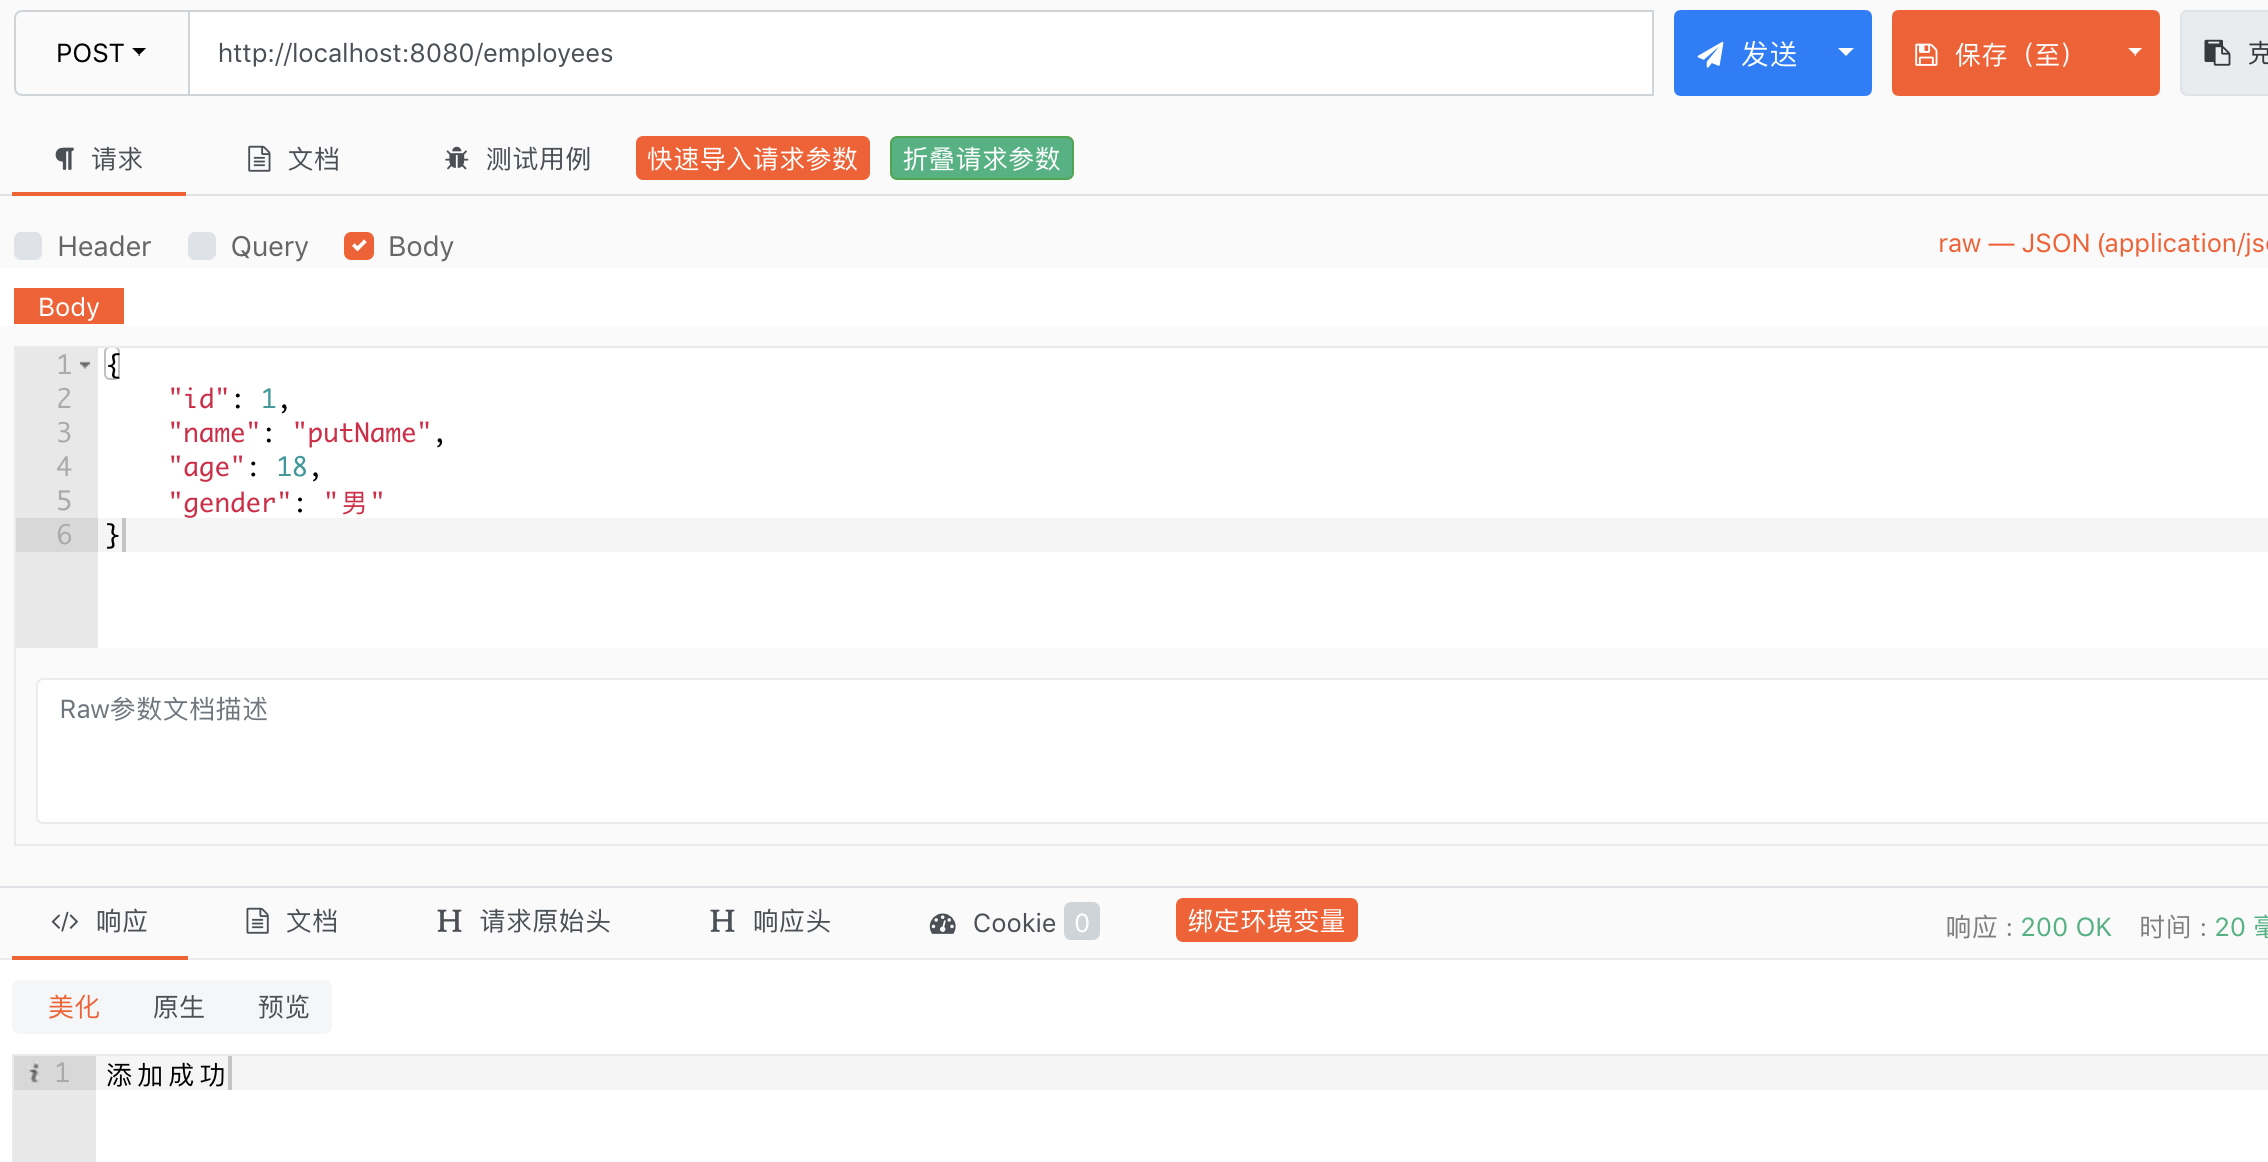 POST http://localhost:8080/employees 发送 保存（至）
请求 文档 测试用例 快速导入请求参数 折叠请求参数
Header Query Body raw — JSON (application/js
Body
1 {
2 "id": 1,
3 "name": "putName",
4 "age": 18,
5 "gender": "男"
6 }
Raw参数文档描述
响应 文档 H 请求原始头 H 响应头 Cookie 0 绑定环境变量 响应：200 OK 时间：20
美化 原生 预览
i 1 添加成功